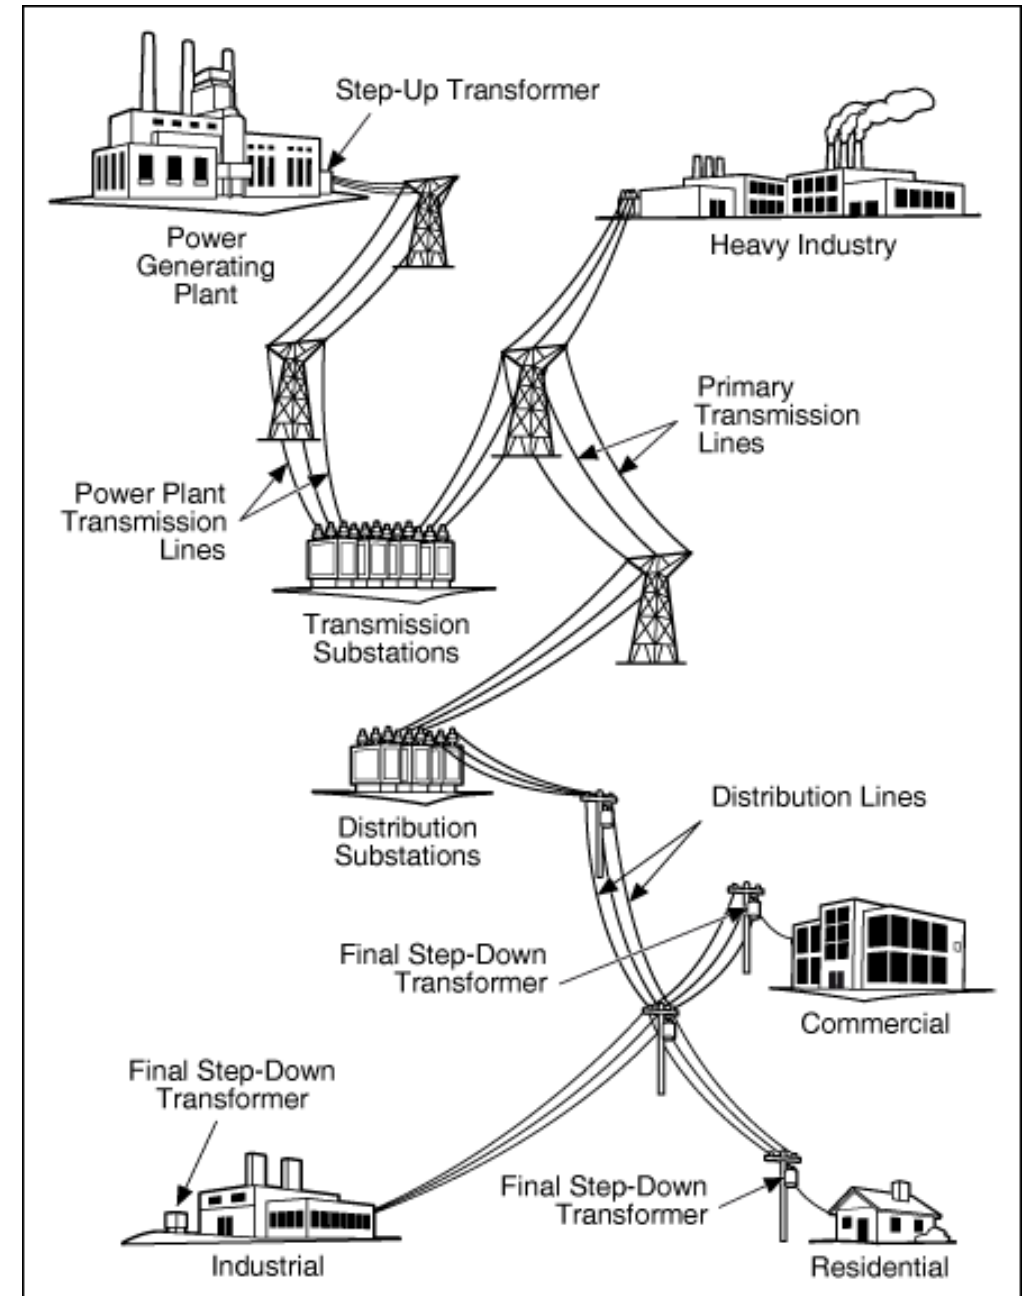 Step-Up Transformer
Power
Generating
Plant
Heavy Industry
Primary
Transmission
Lines
Power Plant
Transmission
Lines
Transmission
Substations
Distribution
Substations
Distribution Lines
Final Step-Down
Transformer
Commercial
Final Step-Down
Transformer
Final Step-Down
Transformer
Industrial
Residential